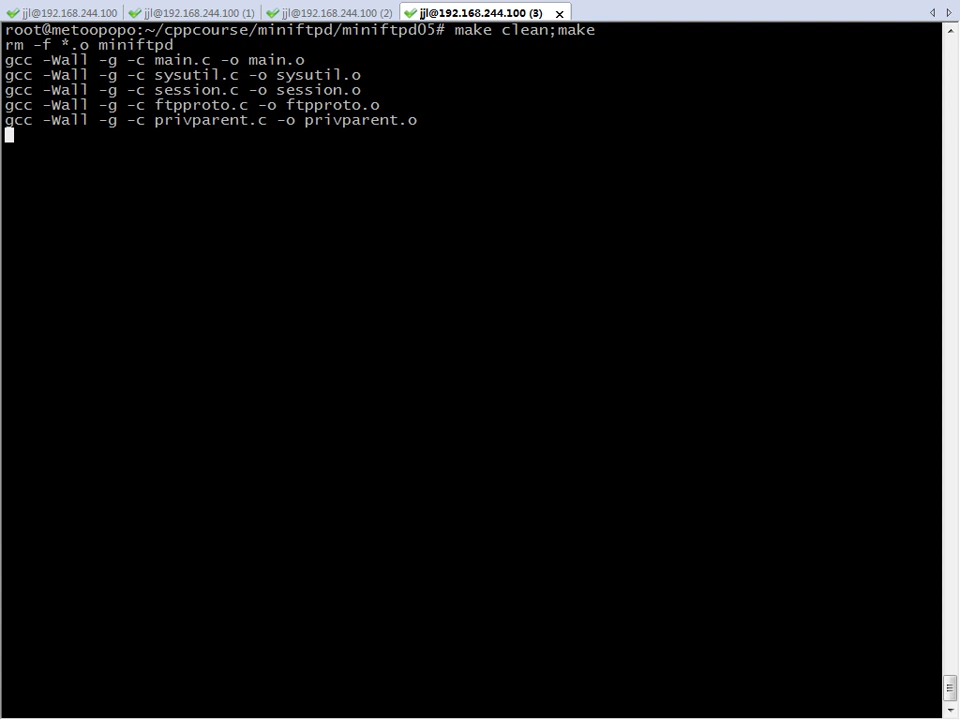 jjl@192.168.244.100 jjl@192.168.244.100 (1) jjl@192.168.244.100 (2) jjl@192.168.244.100 (3)
root@metoopopo:~/cppcourse/miniftpd/miniftpd05# make clean;make
rm -f *.o miniftpd
gcc -Wall -g -c main.c -o main.o
gcc -Wall -g -c sysutil.c -o sysutil.o
gcc -Wall -g -c session.c -o session.o
gcc -Wall -g -c ftpproto.c -o ftpproto.o
gcc -Wall -g -c privparent.c -o privparent.o